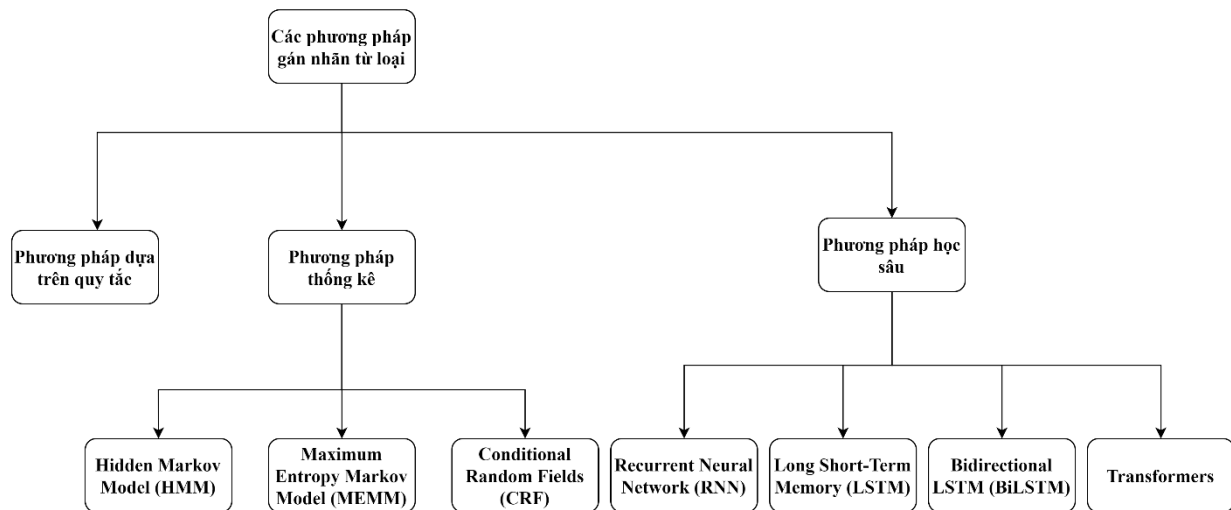 Các phương pháp
gán nhãn từ loại
Phương pháp dựa
trên quy tắc
Phương pháp
thống kê
Phương pháp học
sâu
Hidden Markov
Model (HMM)
Maximum
Entropy Markov
Model (MEMM)
Conditional
Random Fields
(CRF)
Recurrent Neural
Network (RNN)
Long Short-Term
Memory (LSTM)
Bidirectional
LSTM (BiLSTM)
Transformers